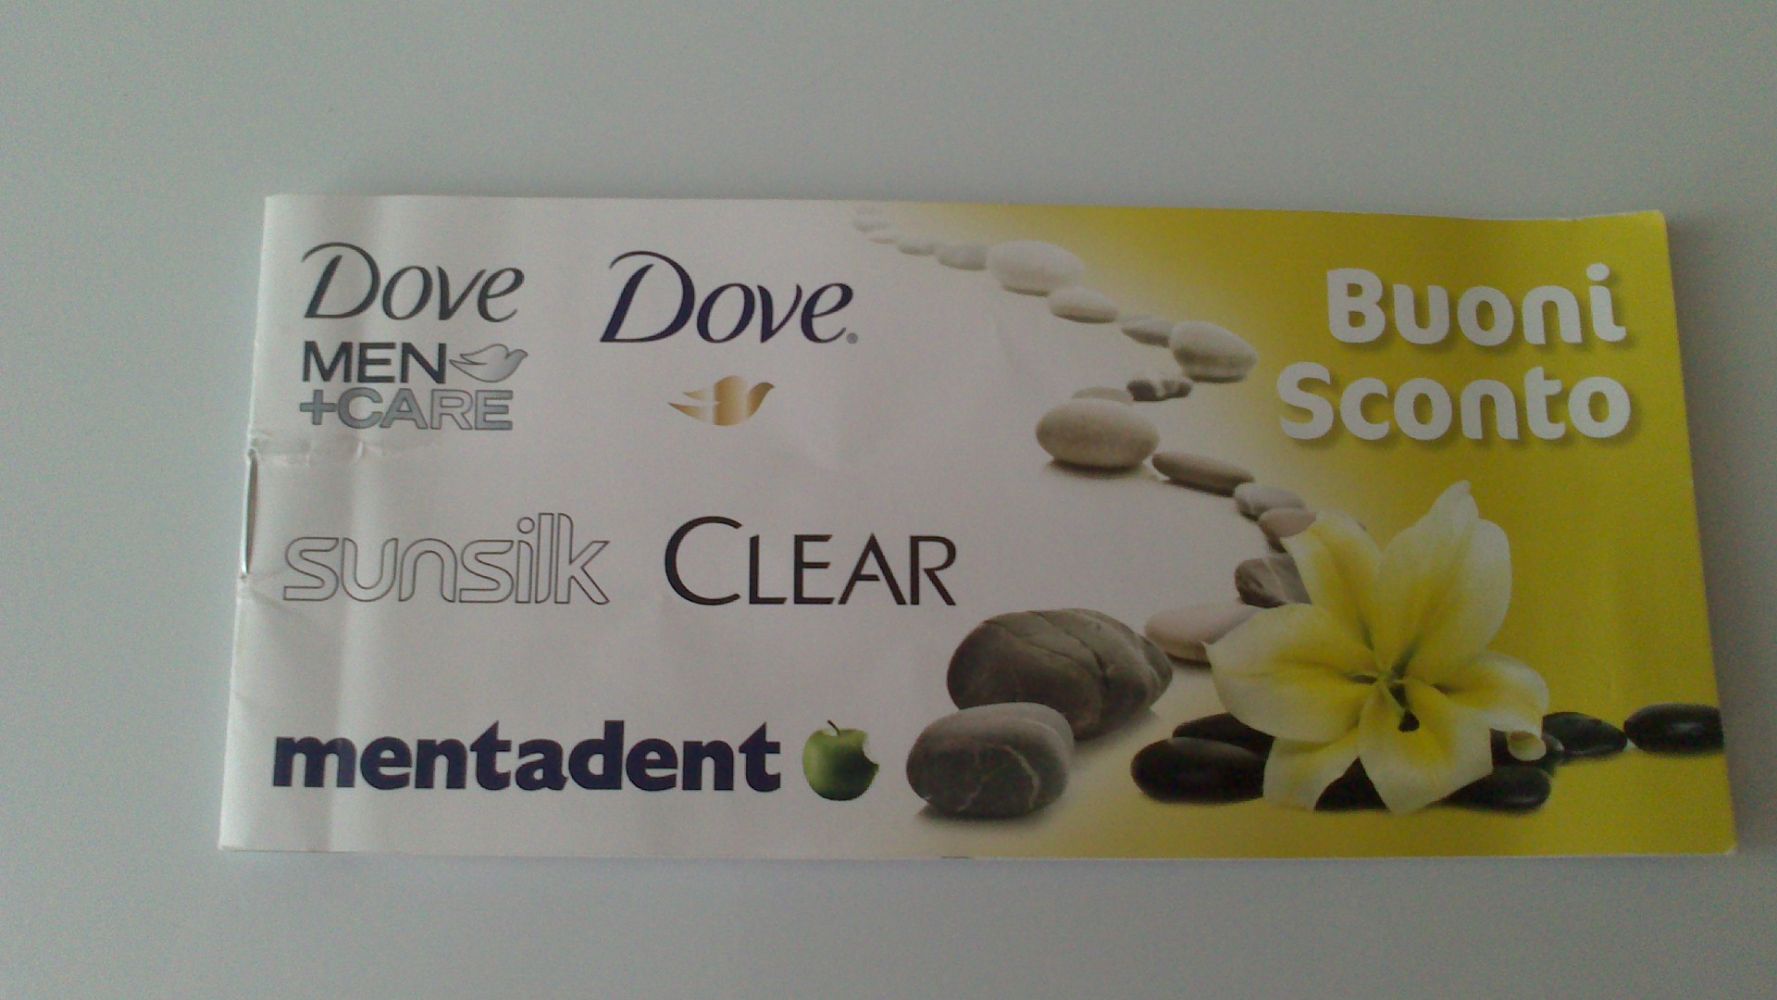 Dove
MEN
+CARE
Dove®
sunsilk
CLEAR
mentadent
Buoni
Sconto